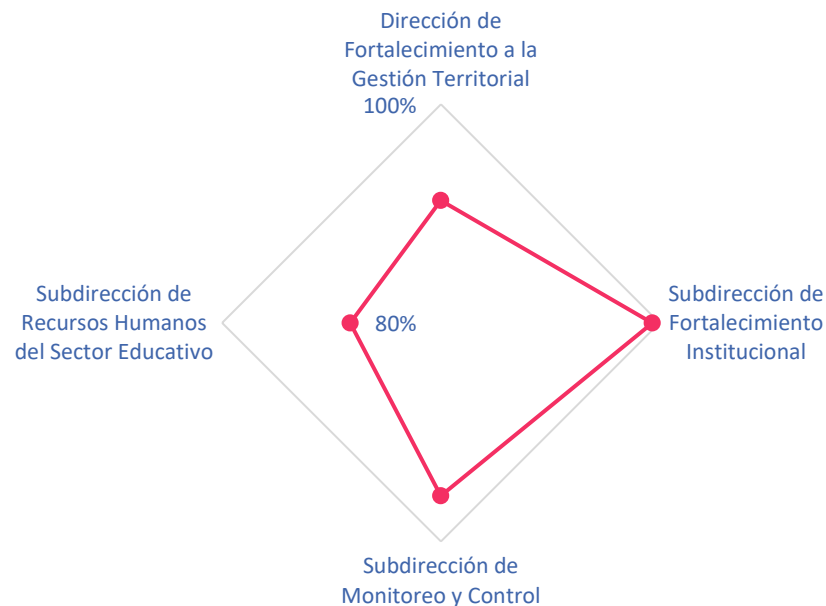 Dirección de
Fortalecimiento a la
Gestión Territorial
100%
Subdirección de
Recursos Humanos
del Sector Educativo
80%
Subdirección de
Fortalecimiento
Institucional
Subdirección de
Monitoreo y Control